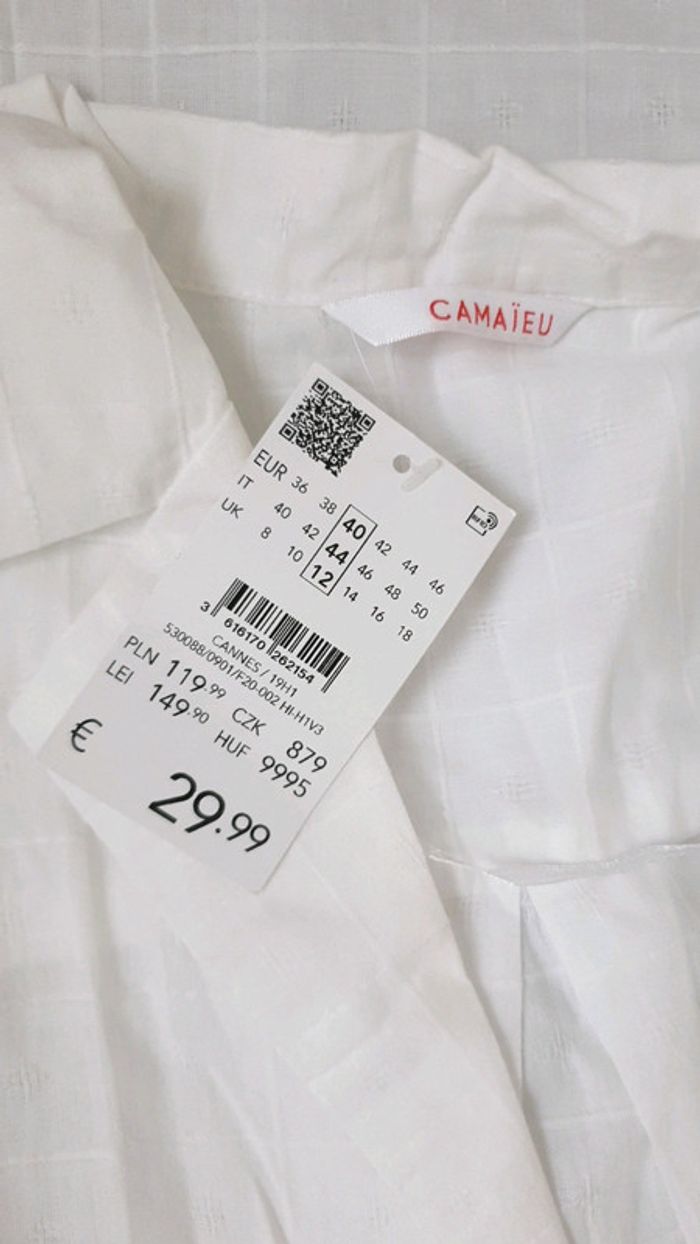 CAMAÏEU
EUR 36 38 40 42 44 46
IT 40 42 44 46 48 50
UK 8 10 12 14 16 18
RFID
3 616170 262154
CANNES / 19H1
530088/0901/F20-002 HI-H1V3
PLN 119.99 CZK 879
LEI 149.90 HUF 9995
€ 29.99